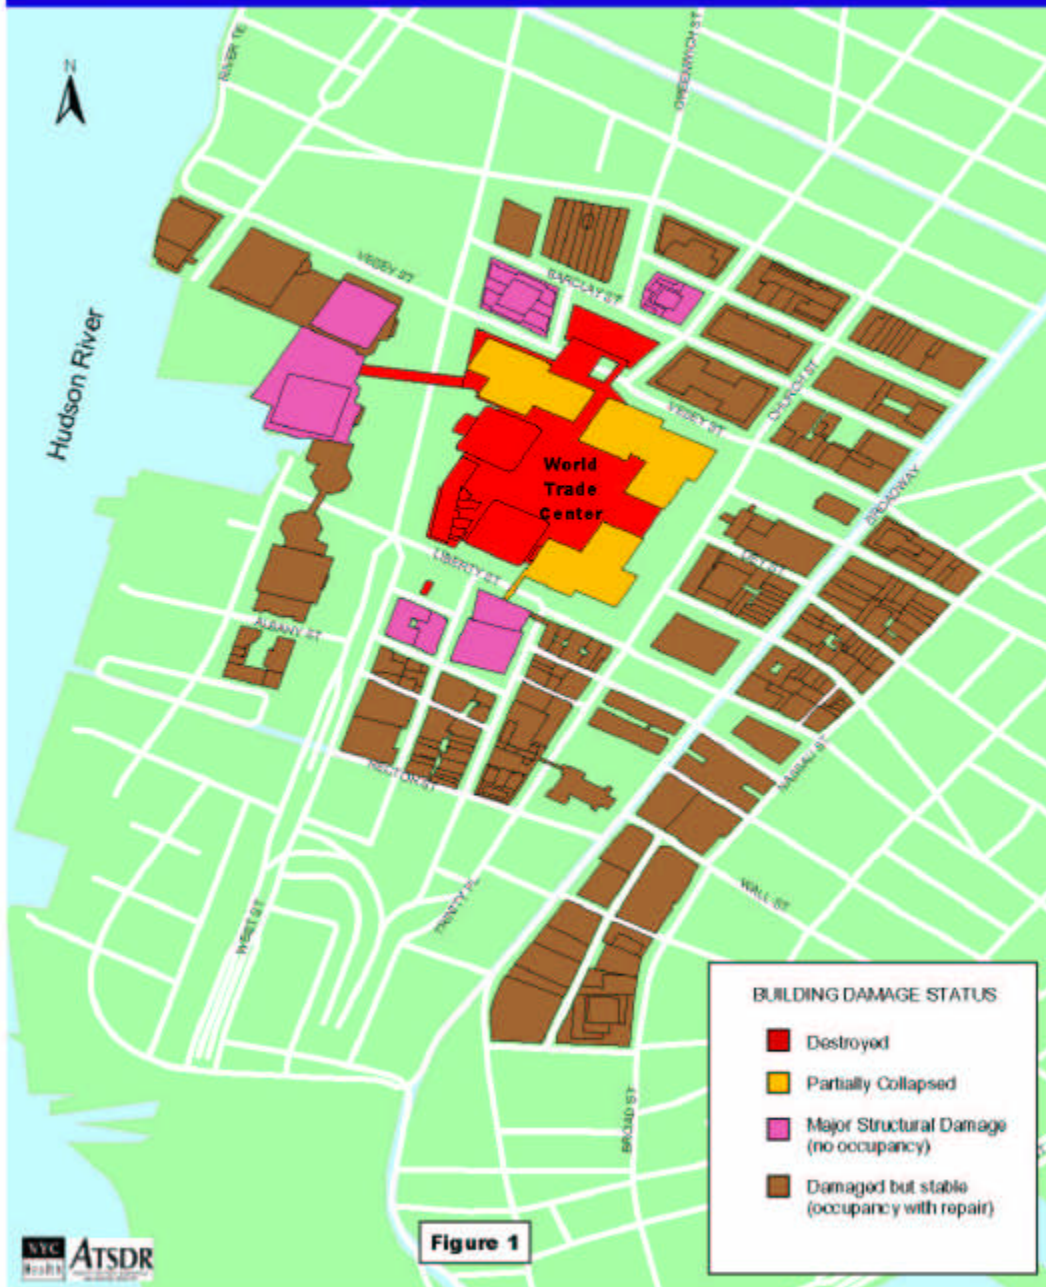 N
RIVER TE
GREENWICH ST
VESEY ST
BARCLAY ST
Hudson River
CHURCH ST
VESEY ST
World
Trade
Center
BROADWAY
DEY ST
LIBERTY ST
ALBANY ST
RECTOR ST
NASSAU ST
WALL ST
TRINITY PL
WEST ST
BROAD ST
BUILDING DAMAGE STATUS
Destroyed
Partially Collapsed
Major Structural Damage
(no occupancy)
Damaged but stable
(occupancy with repair)
Figure 1
NYC
Health
ATSDR